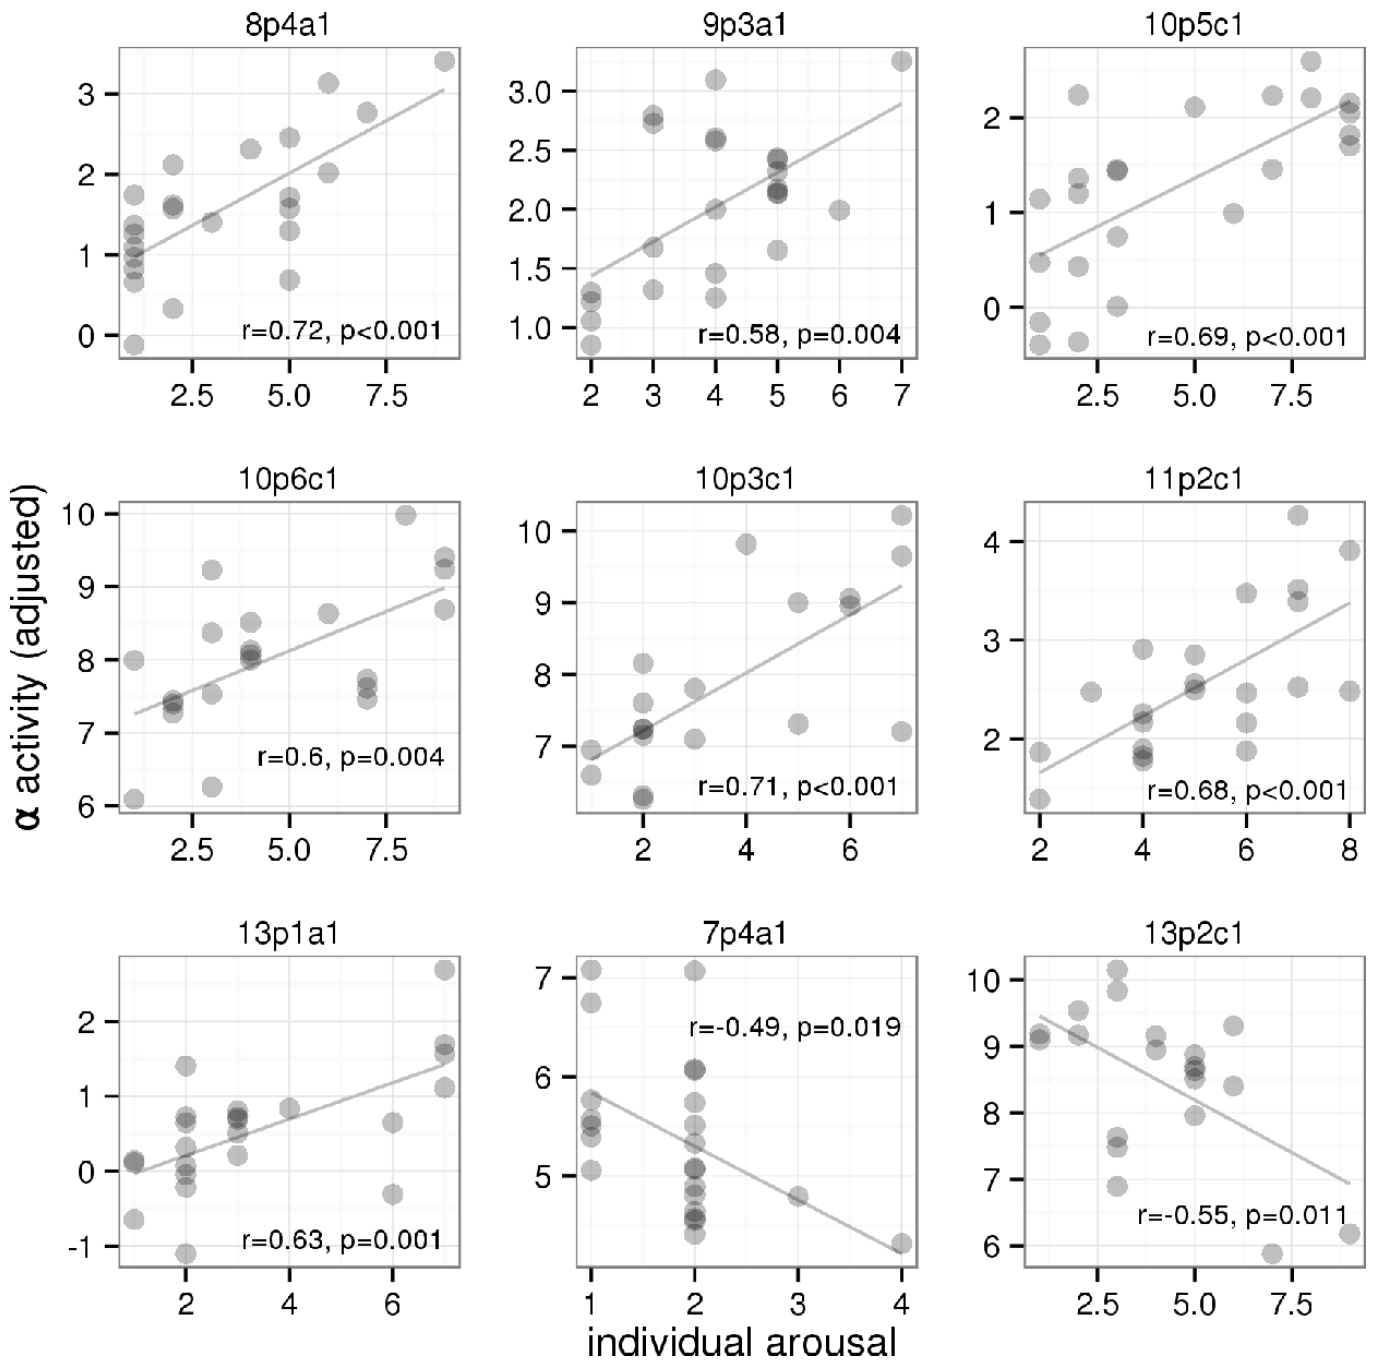 8p4a1
9p3a1
10p5c1
3
2
1
0
r=0.72, p<0.001
2.5 5.0 7.5
3.0
2.5
2.0
1.5
1.0
r=0.58, p=0.004
2 3 4 5 6 7
2
1
0
r=0.69, p<0.001
2.5 5.0 7.5
α activity (adjusted)
10p6c1
10p3c1
11p2c1
10
9
8
7
6
r=0.6, p=0.004
2.5 5.0 7.5
10
9
8
7
r=0.71, p<0.001
2 4 6
4
3
2
r=0.68, p<0.001
2 4 6 8
13p1a1
7p4a1
13p2c1
2
1
0
-1
r=0.63, p=0.001
2 4 6
7
6
5
r=-0.49, p=0.019
1 2 3 4
10
9
8
7
6
r=-0.55, p=0.011
2.5 5.0 7.5
individual arousal